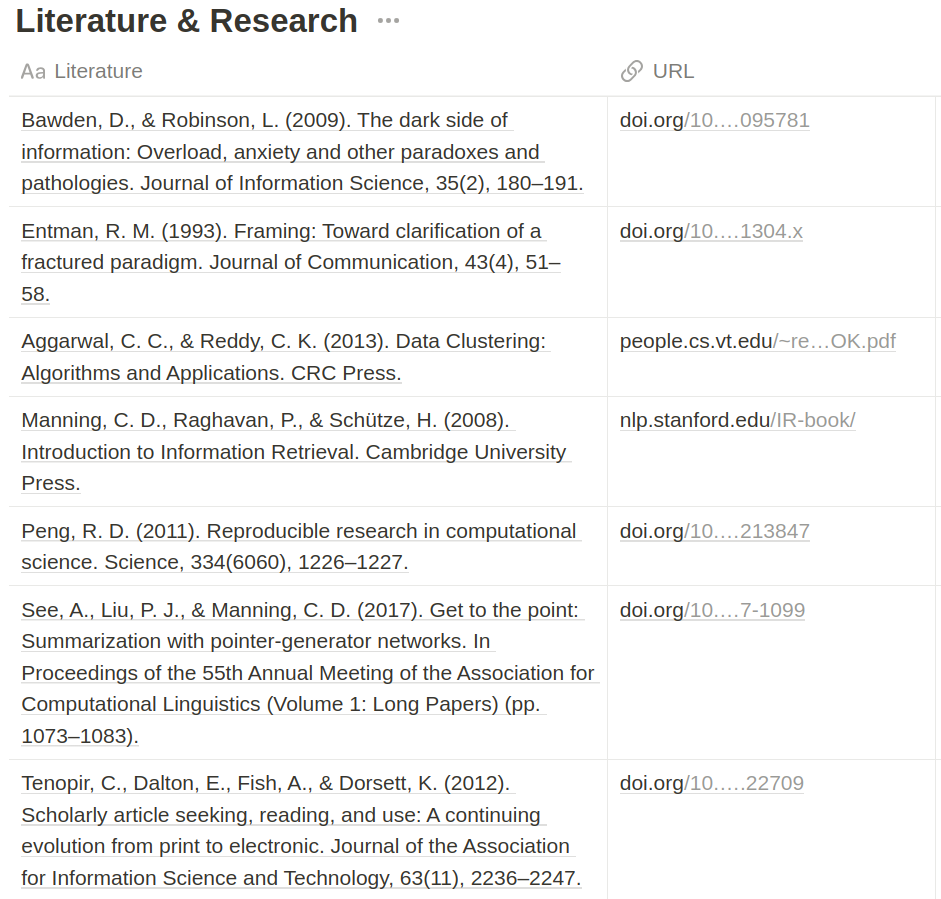 Literature & Research ...
Aa Literature
URL
Bawden, D., & Robinson, L. (2009). The dark side of
information: Overload, anxiety and other paradoxes and
pathologies. Journal of Information Science, 35(2), 180–191.
doi.org/10.…095781
Entman, R. M. (1993). Framing: Toward clarification of a
fractured paradigm. Journal of Communication, 43(4), 51–
58.
doi.org/10.…1304.x
Aggarwal, C. C., & Reddy, C. K. (2013). Data Clustering:
Algorithms and Applications. CRC Press.
people.cs.vt.edu/~re…OK.pdf
Manning, C. D., Raghavan, P., & Schütze, H. (2008).
Introduction to Information Retrieval. Cambridge University
Press.
nlp.stanford.edu/IR-book/
Peng, R. D. (2011). Reproducible research in computational
science. Science, 334(6060), 1226–1227.
doi.org/10.…213847
See, A., Liu, P. J., & Manning, C. D. (2017). Get to the point:
Summarization with pointer-generator networks. In
Proceedings of the 55th Annual Meeting of the Association for
Computational Linguistics (Volume 1: Long Papers) (pp.
1073–1083).
doi.org/10.…7-1099
Tenopir, C., Dalton, E., Fish, A., & Dorsett, K. (2012).
Scholarly article seeking, reading, and use: A continuing
evolution from print to electronic. Journal of the Association
for Information Science and Technology, 63(11), 2236–2247.
doi.org/10.….22709